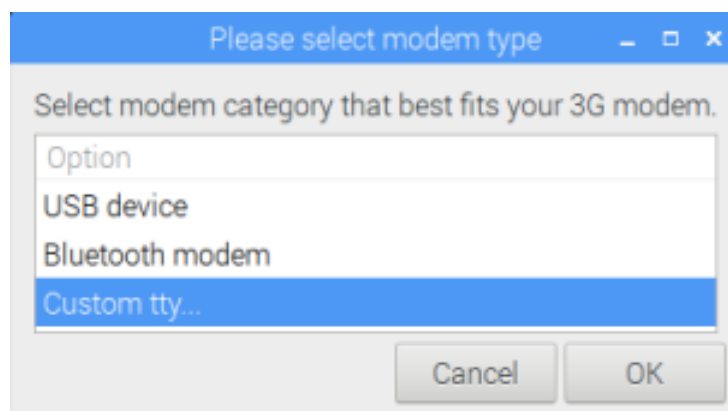 Please select modem type
Select modem category that best fits your 3G modem.
Option
USB device
Bluetooth modem
Custom tty...
Cancel OK